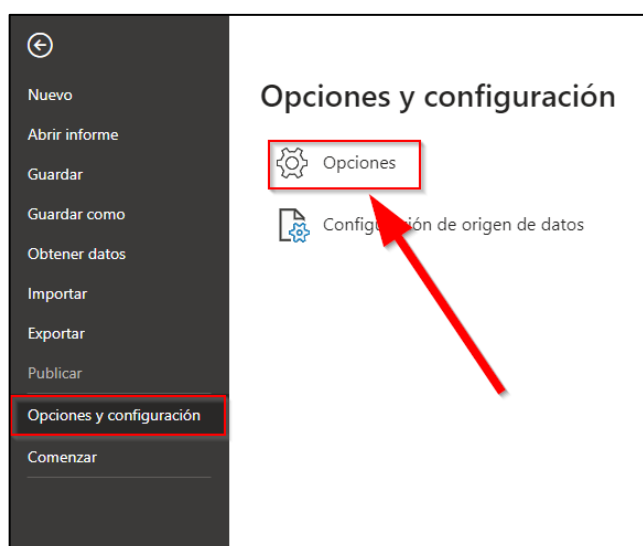 Nuevo
Abrir informe
Guardar
Guardar como
Obtener datos
Importar
Exportar
Publicar
Opciones y configuración
Comenzar
Opciones y configuración
Opciones
Configuración de origen de datos